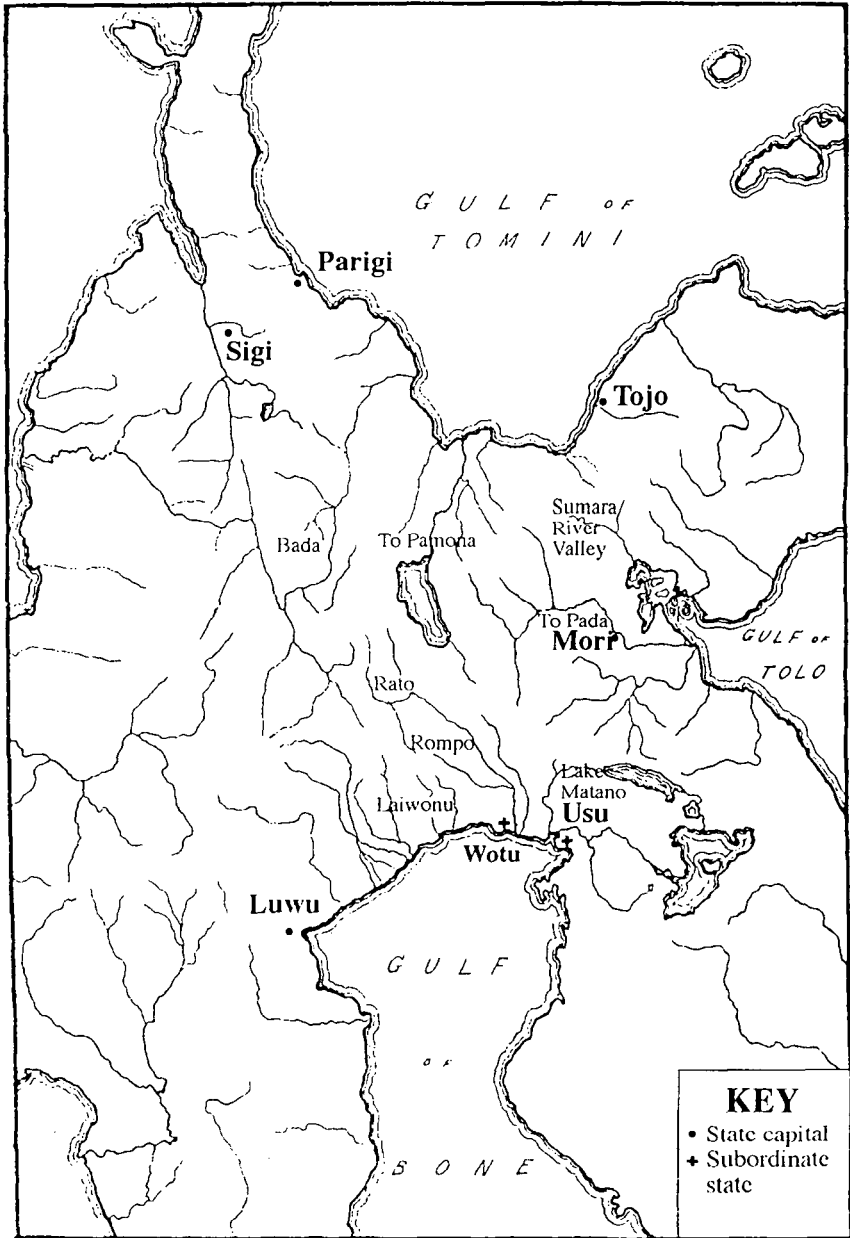 GULF OF
TOMINI
Parigi
Sigi
Tojo
Sumara
River
Valley
Bada
To Pamona
To Pada
Mori
GULF OF
TOLO
Rato
Rompo
Lake
Matano
Laiwonu
Usu
Wotu
Luwu
GULF
OF
BONE
KEY
• State capital
+ Subordinate
state